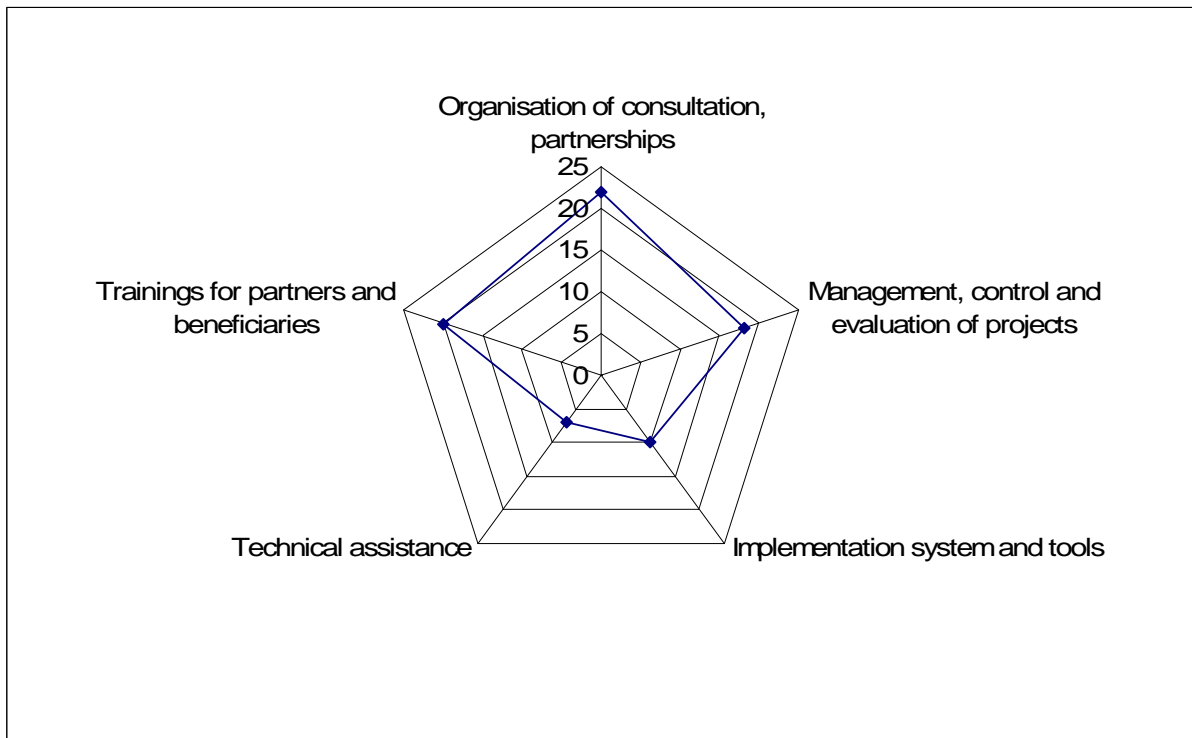 Organisation of consultation,
partnerships
25
20
15
10
5
0
Trainings for partners and
beneficiaries
Management, control and
evaluation of projects
Technical assistance
Implementation system and tools